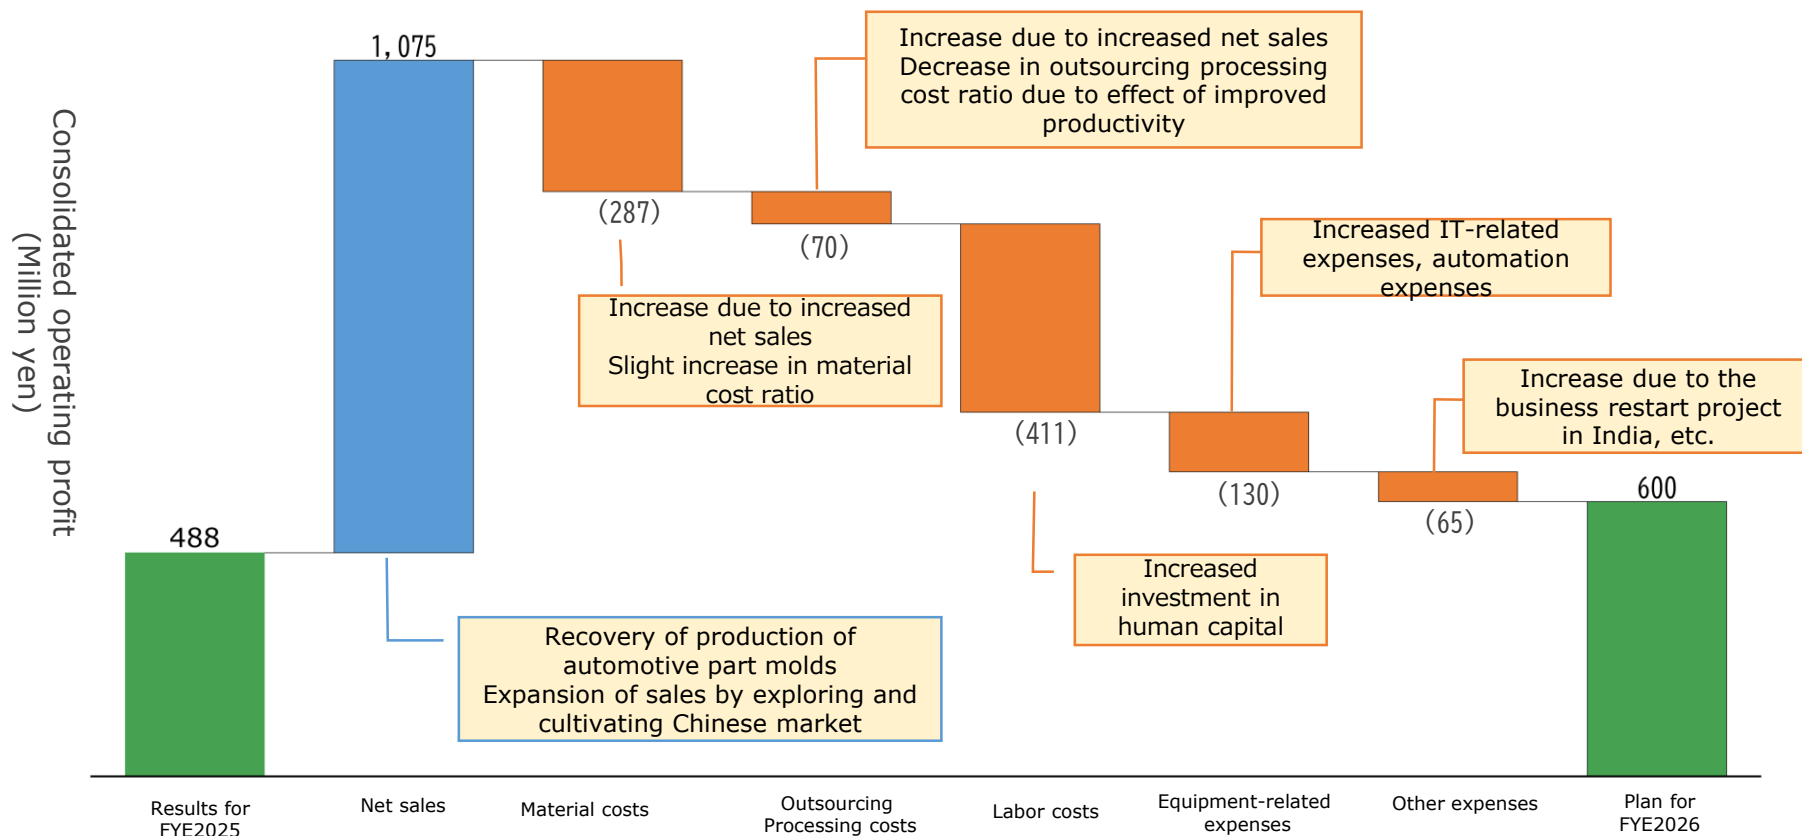 Consolidated operating profit
(Million yen)
488
1,075
(287)
(70)
(411)
(130)
(65)
600
Increase due to increased net sales
Decrease in outsourcing processing
cost ratio due to effect of improved
productivity
Increase due to increased
net sales
Slight increase in material
cost ratio
Increased IT-related
expenses, automation
expenses
Increase due to the
business restart project
in India, etc.
Increased
investment in
human capital
Recovery of production of
automotive part molds
Expansion of sales by exploring and
cultivating Chinese market
Results for
FYE2025
Net sales
Material costs
Outsourcing
Processing costs
Labor costs
Equipment-related
expenses
Other expenses
Plan for
FYE2026